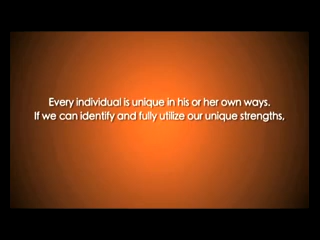 Every individual is unique in his or her own ways.
If we can identify and fully utilize our unique strengths,